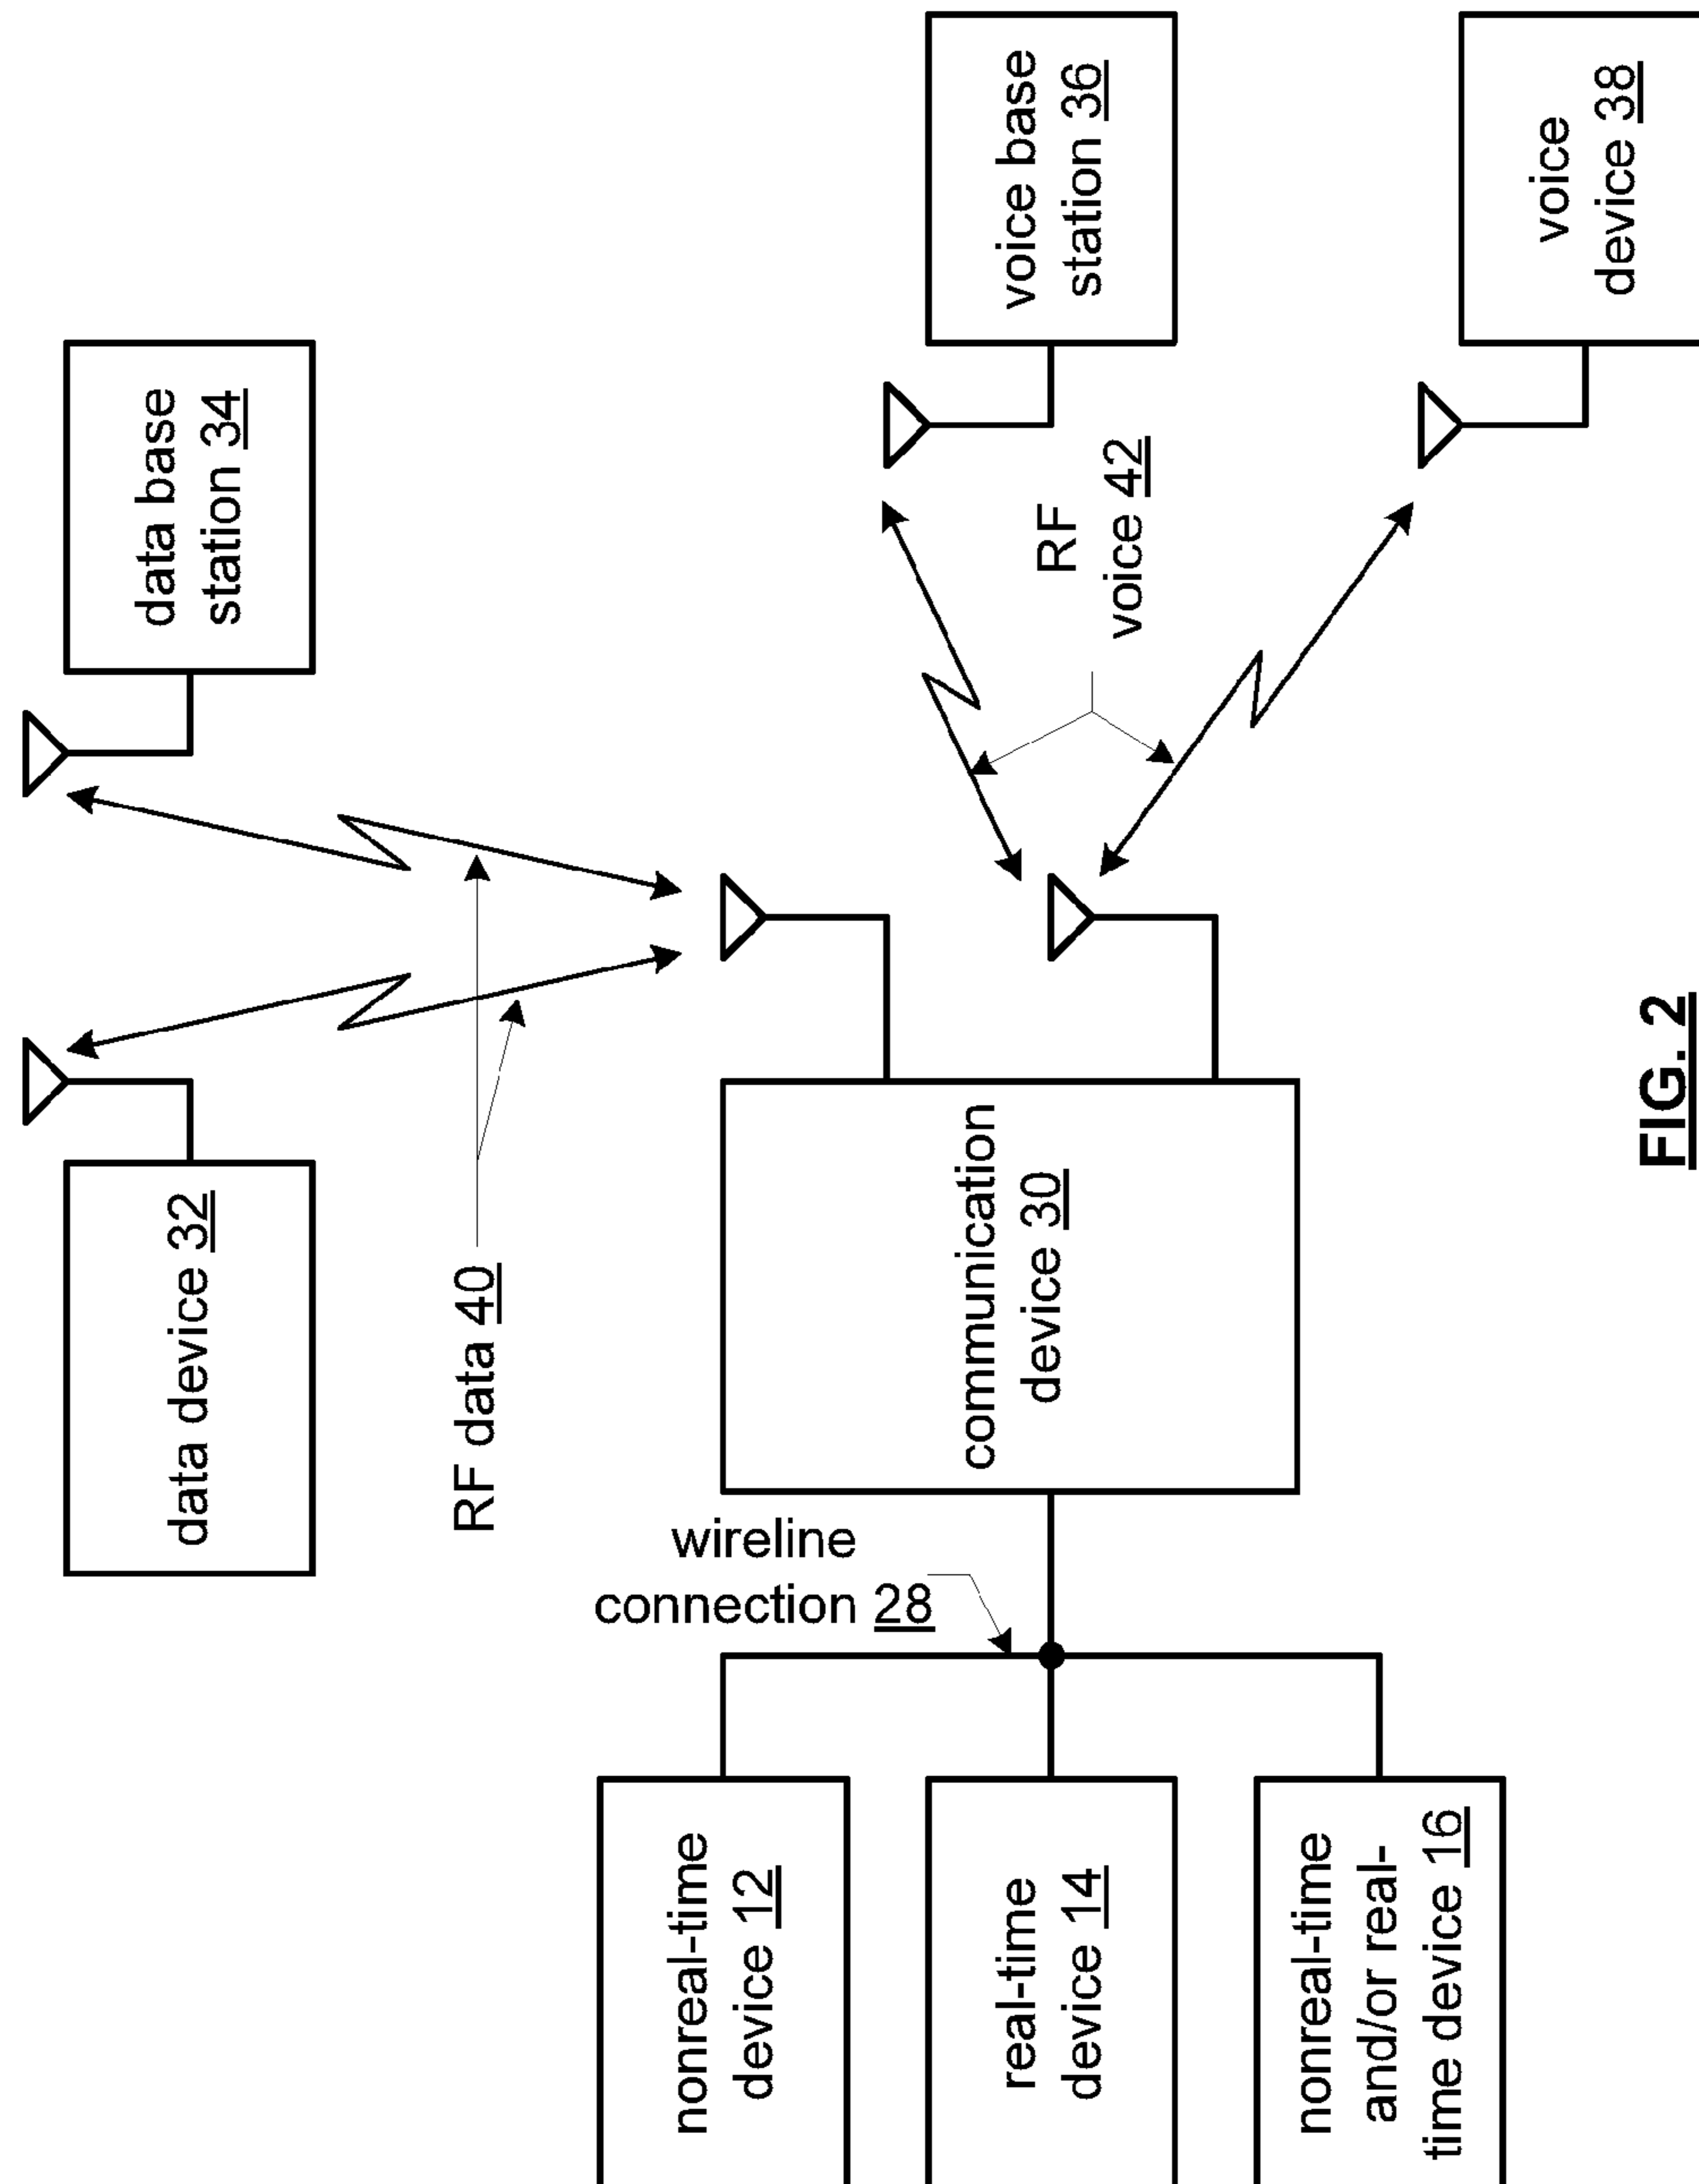 data device 32
data base
station 34
RF data 40
wireline
connection 28
nonreal-time
device 12
communication
device 30
RF
voice 42
voice base
station 36
real-time
device 14
nonreal-time
and/or real-
time device 16
voice
device 38
FIG. 2